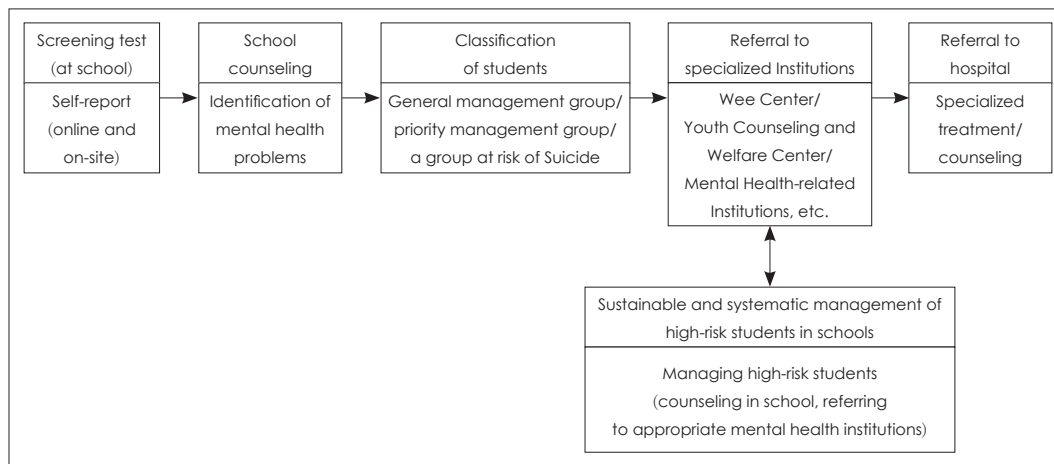 Screening test
(at school)
Self-report
(online and
on-site)
School
counseling
Identification of
mental health
problems
Classification
of students
General management group/
priority management group/
a group at risk of Suicide
Referral to
specialized Institutions
Wee Center/
Youth Counseling and
Welfare Center/
Mental Health-related
Institutions, etc.
Referral to
hospital
Specialized
treatment/
counseling
Sustainable and systematic management of
high-risk students in schools
Managing high-risk students
(counseling in school, referring
to appropriate mental health institutions)